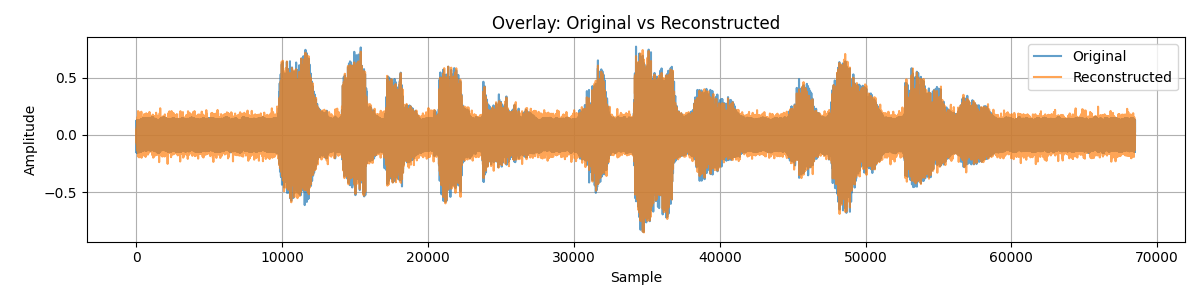 Overlay: Original vs Reconstructed
Original
Reconstructed
Amplitude
0.5
0.0
−0.5
0 10000 20000 30000 40000 50000 60000 70000
Sample